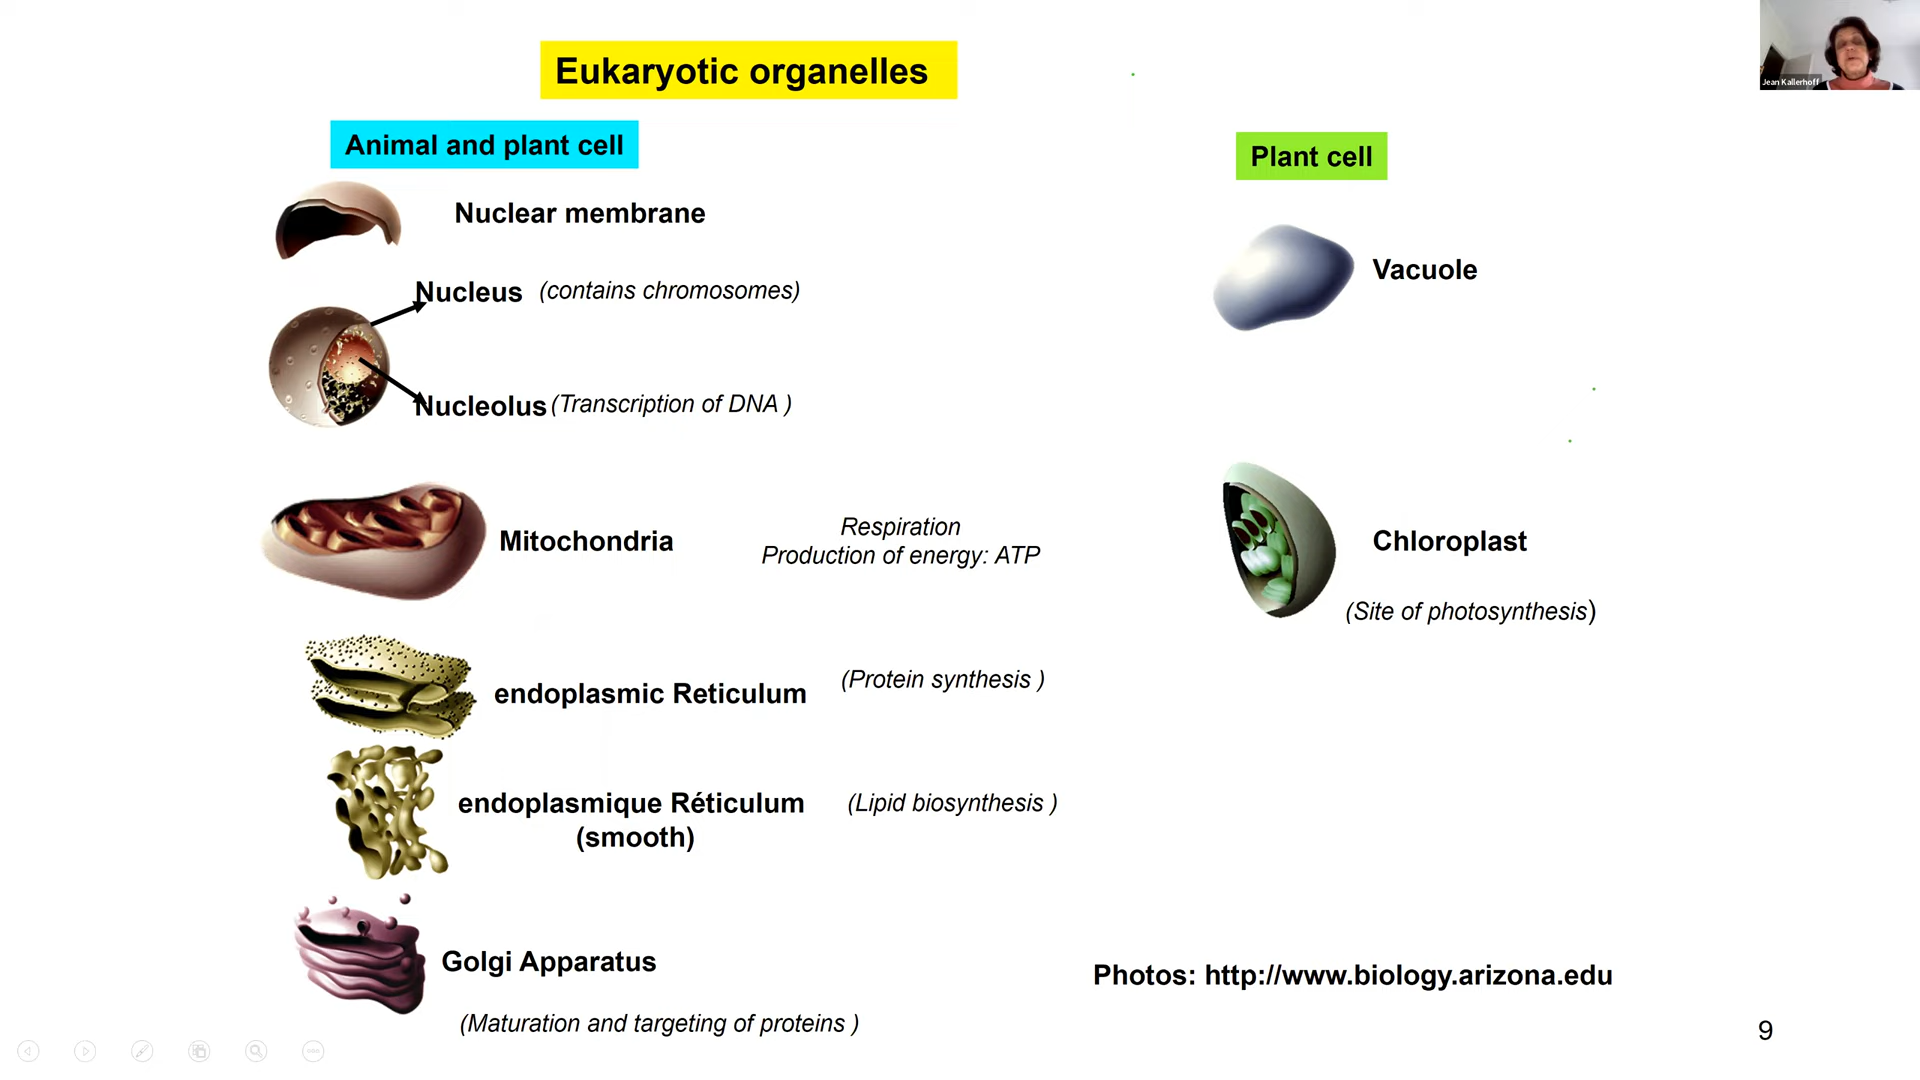 Eukaryotic organelles
Jean Kallerhoff
Animal and plant cell
Nuclear membrane
Nucleus (contains chromosomes)
Nucleolus (Transcription of DNA )
Mitochondria
Respiration
Production of energy: ATP
endoplasmic Reticulum (Protein synthesis )
endoplasmique Réticulum (Lipid biosynthesis )
(smooth)
Golgi Apparatus
(Maturation and targeting of proteins )
Plant cell
Vacuole
Chloroplast
(Site of photosynthesis)
Photos: http://www.biology.arizona.edu
9